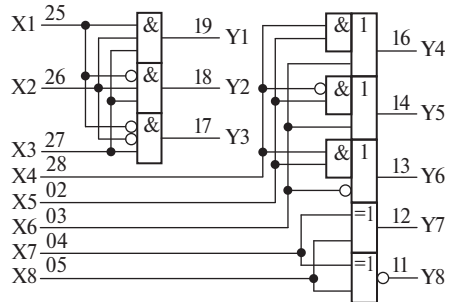 X1 25 & 19 Y1
X2 26 & 18 Y2
X3 27 & 17 Y3
X4 28
X5 02
X6 03
X7 04
X8 05
& 1 16 Y4
& 1 14 Y5
& 1 13 Y6
=1 12 Y7
=1 11 Y8